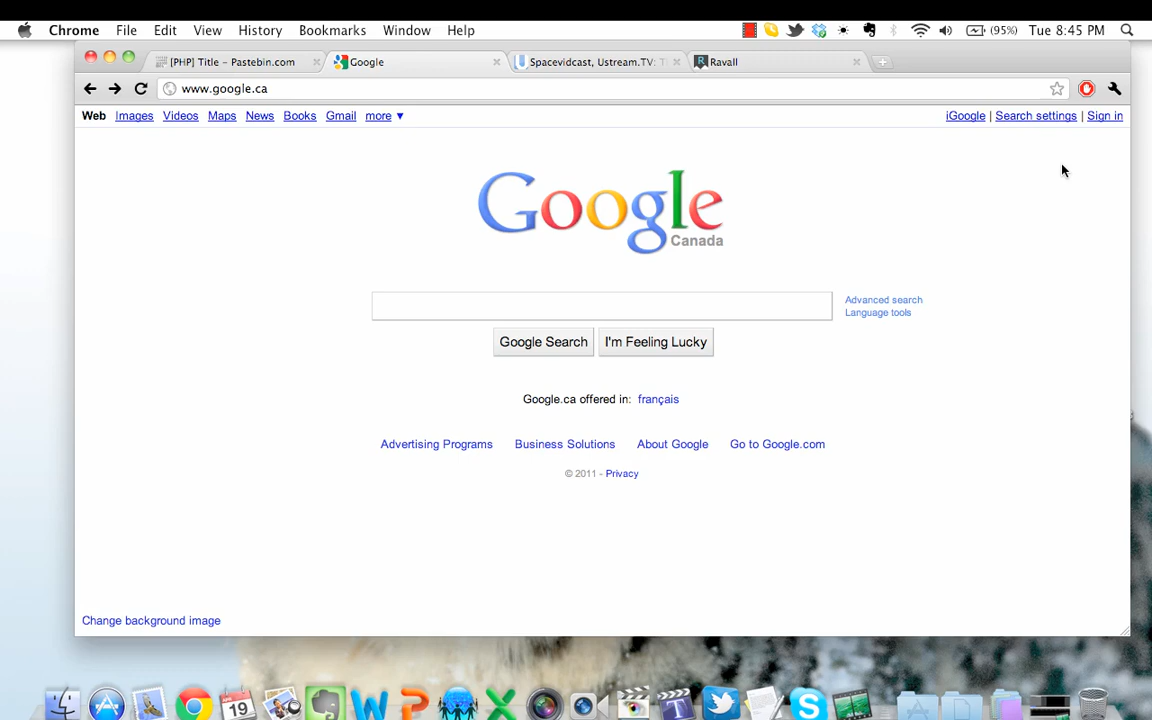 Chrome File Edit View History Bookmarks Window Help (95%) Tue 8:45 PM
[PHP] Title – Pastebin.com Google Spacevidcast, Ustream.TV: Ravall
www.google.ca
Web Images Videos Maps News Books Gmail more ▼ iGoogle | Search settings | Sign in
Google
Canada
Advanced search
Language tools
Google Search I'm Feeling Lucky
Google.ca offered in: français
Advertising Programs Business Solutions About Google Go to Google.com
© 2011 - Privacy
Change background image
19